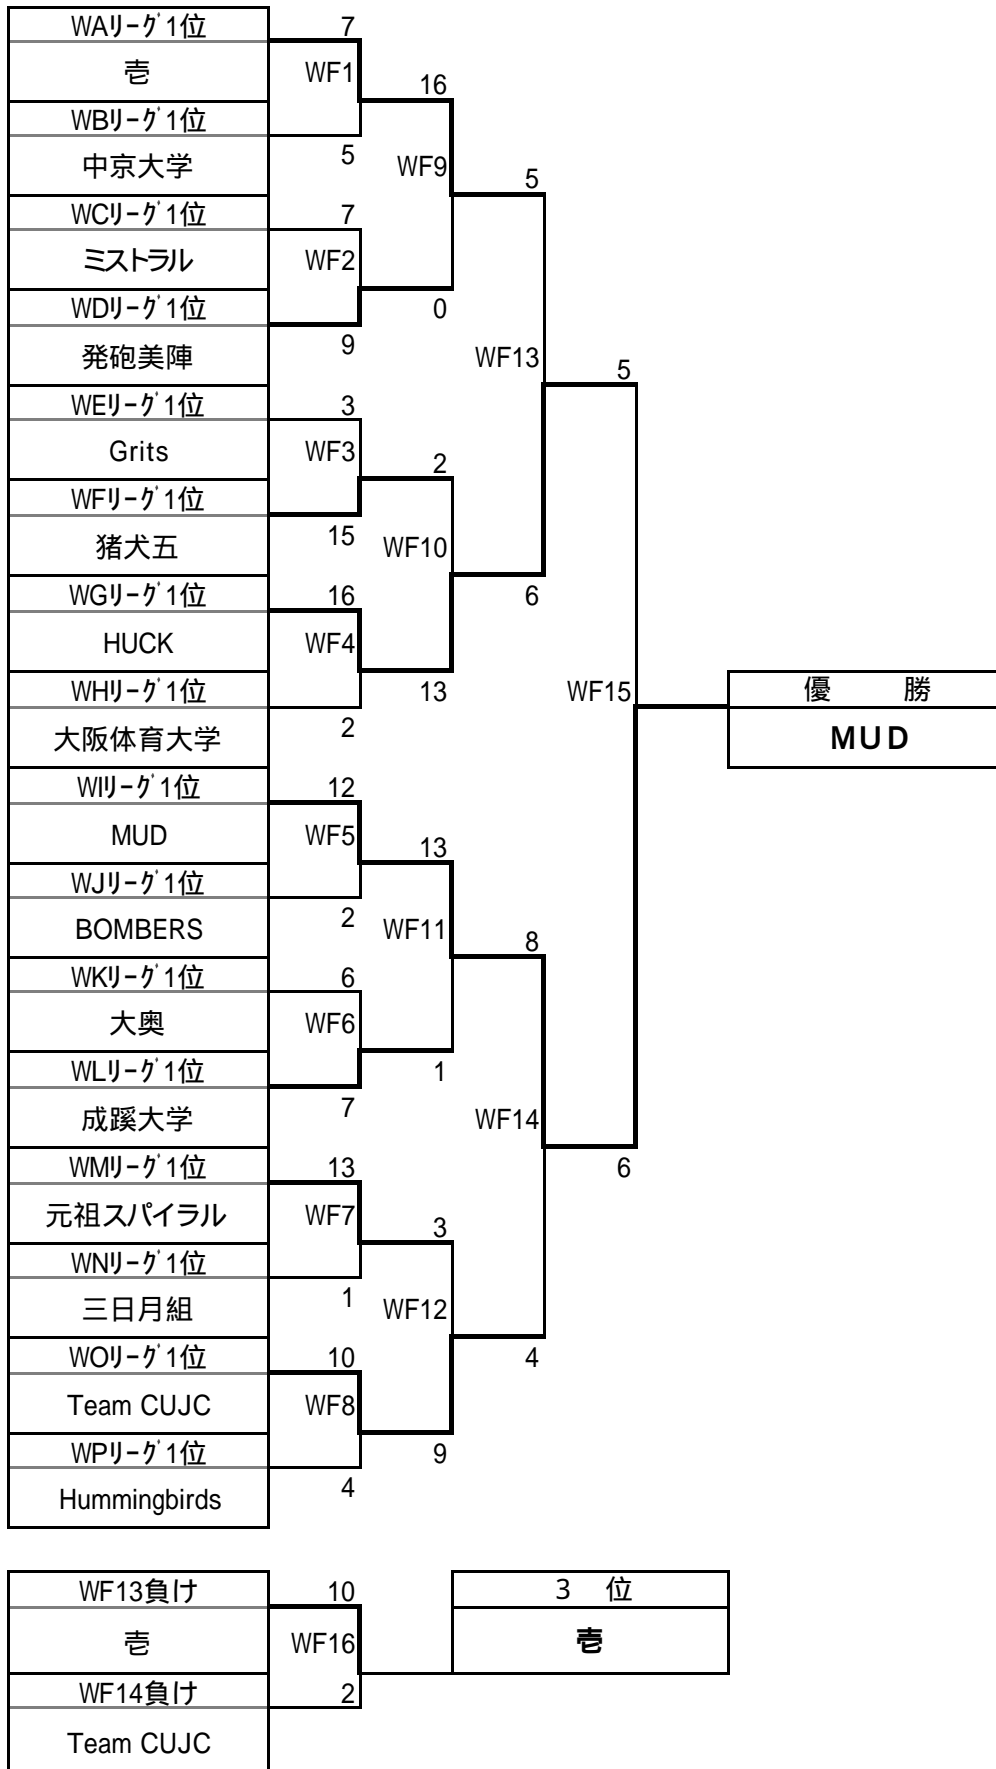 WAリーグ1位 7
壱 WF1 16
WBリーグ1位
中京大学 5 WF9 5
WCリーグ1位 7
ミストラル WF2
WDリーグ1位 0
発砲美陣 9 WF13 5
WEリーグ1位 3
Grits WF3 2
WFリーグ1位
猪犬五 15 WF10
WGリーグ1位 16 6
HUCK WF4
WHリーグ1位 13 WF15 優 勝
大阪体育大学 2 MUD
WIリーグ1位 12
MUD WF5 13
WJリーグ1位
BOMBERS 2 WF11 8
WKリーグ1位 6
大奥 WF6
WLリーグ1位 1
成蹊大学 7 WF14
WMリーグ1位 13 6
元祖スパイラル WF7 3
WNリーグ1位
三日月組 1 WF12
WOリーグ1位 10 4
Team CUJC WF8
WPリーグ1位 9
Hummingbirds 4
WF13負け 10 3 位
壱 WF16 壱
WF14負け 2
Team CUJC